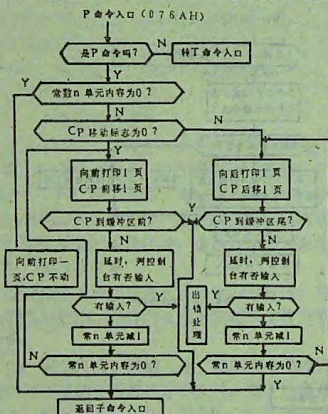 P命令入口(076AH)
是P命令吗?
N
转T命令入口
Y
Y
常数n单元内容为0?
N
CP移动标志为0?
N
Y
向前打印1页
CP前移1页
向后打印1页
CP后移1页
Y
CP到缓冲区前?
CP到缓冲区尾?
N
N
向前打印一
页,CP不动
延时,判控制
台有否输入
延时,判控制
台有否输入
出错处理
有输入?
Y
Y
有输入?
N
N
常n单元减1
常n单元减1
N
常n单元内容为0?
常n单元内容为0?
N
Y
Y
返回子命令入口